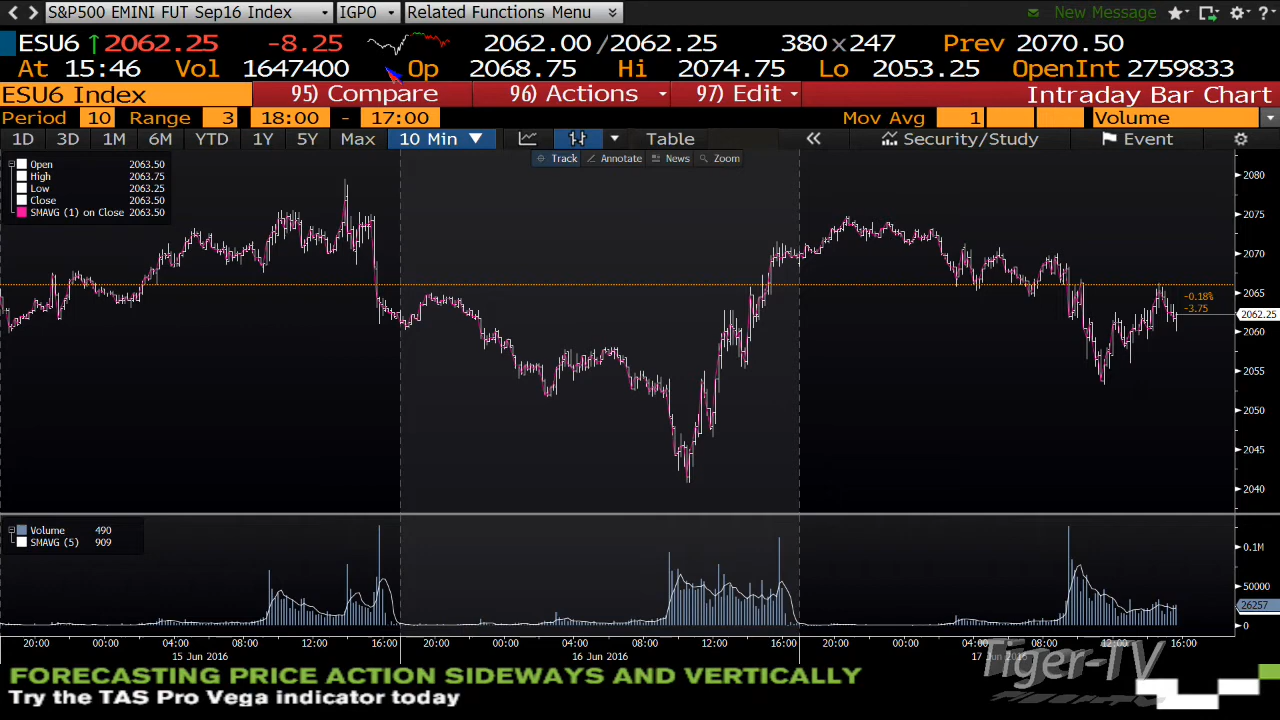 S&P500 EMINI FUT Sep16 Index IGPO Related Functions Menu New Message
ESU6 ↑2062.25 -8.25 2062.00/2062.25 380x247 Prev 2070.50
At 15:46 Vol 1647400 Op 2068.75 Hi 2074.75 Lo 2053.25 OpenInt 2759833
ESU6 Index 95) Compare 96) Actions 97) Edit Intraday Bar Chart
Period 10 Range 3 18:00 - 17:00 Mov Avg 1 Volume
1D 3D 1M 6M YTD 1Y 5Y Max 10 Min Table Security/Study Event
Track Annotate News Zoom
Open 2063.50
High 2063.75
Low 2063.25
Close 2063.50
SMAVG (1) on Close 2063.50
2080
2075
2070
2065
-0.18%
-3.75
2062.25
2060
2055
2050
2045
2040
Volume 490
SMAVG (5) 909
0.1M
50000
26257
0
20:00 00:00 04:00 08:00 12:00 16:00 20:00 00:00 04:00 08:00 12:00 16:00 20:00 00:00 04:00 08:00 12:00 16:00
15 Jun 2016 16 Jun 2016 17 Jun 2016
Tiger-TV
FORECASTING PRICE ACTION SIDEWAYS AND VERTICALLY
Try the TAS Pro Vega indicator today